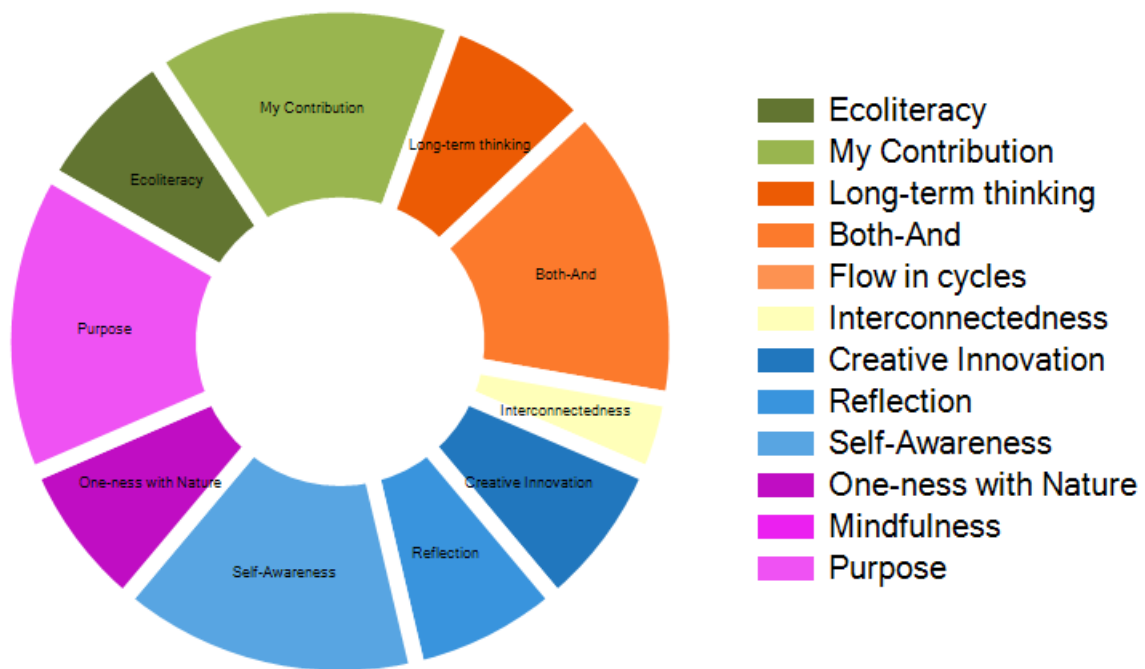 My Contribution
Long-term thinking
Ecoliteracy
Both-And
Purpose
Interconnectedness
One-ness with Nature
Creative Innovation
Reflection
Self-Awareness
Ecoliteracy
My Contribution
Long-term thinking
Both-And
Flow in cycles
Interconnectedness
Creative Innovation
Reflection
Self-Awareness
One-ness with Nature
Mindfulness
Purpose